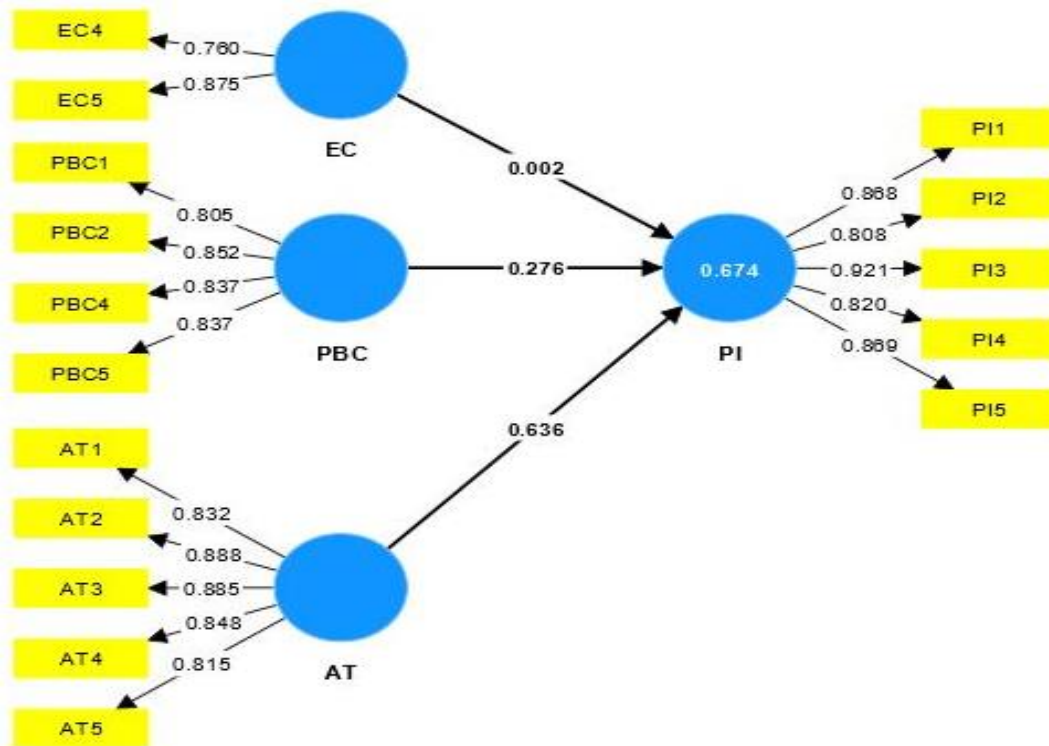 EC4
0.760
EC5
0.875
EC
PBC1
0.805
PBC2
0.852
PBC4
0.837
PBC5
0.837
PBC
AT1
0.832
AT2
0.888
AT3
0.885
AT4
0.848
AT5
0.815
AT
0.002
0.276
0.636
0.674
PI
PI1
0.868
PI2
0.808
PI3
0.921
PI4
0.820
PI5
0.869